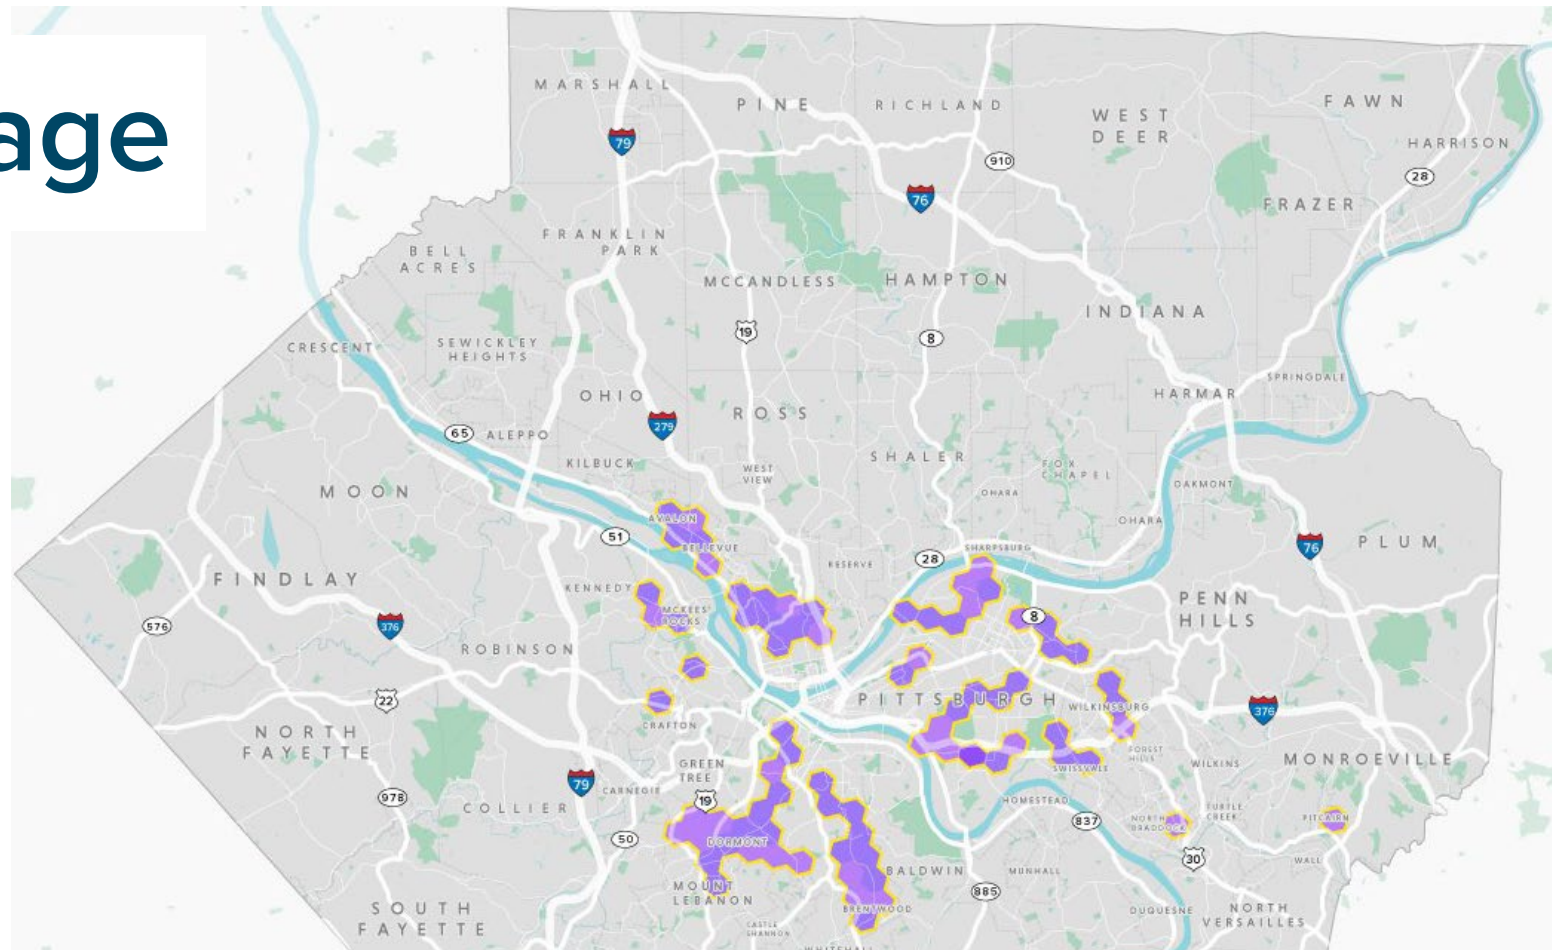 age
MARSHALL
PINE
RICHLAND
WEST
DEER
FAWN
HARRISON
79
910
28
76
FRAZER
FRANKLIN
PARK
BELL
ACRES
MCCANDLESS
HAMPTON
INDIANA
19
8
CRESCENT
SEWICKLEY
HEIGHTS
SPRINGDALE
HARMAR
OHIO
ROSS
279
65
ALEPPO
SHALER
KILBUCK
WEST
VIEW
FOX
CHAPEL
OAKMONT
MOON
OHARA
OHARA
AVALON
51
BELLEVUE
28
SHARPSBURG
76
PLUM
RESERVE
FINDLAY
KENNEDY
MCKEES
ROCKS
8
PENN
HILLS
576
376
ROBINSON
22
PITTSBURGH
WILKINSBURG
376
CRAFTON
NORTH
FAYETTE
FOREST
HILLS
WILKINS
MONROEVILLE
GREEN
TREE
SWISSVALE
79
CARNEGIE
978
COLLIER
19
HOMESTEAD
837
NORTH
BRADDOCK
TURTLE
CREEK
PITCAIRN
50
DORMONT
30
WALL
BALDWIN
MUNHALL
MOUNT
LEBANON
885
BRENTWOOD
DUQUESNE
NORTH
VERSAILLES
SOUTH
FAYETTE
CASTLE
SHANNON
WHITEHALL